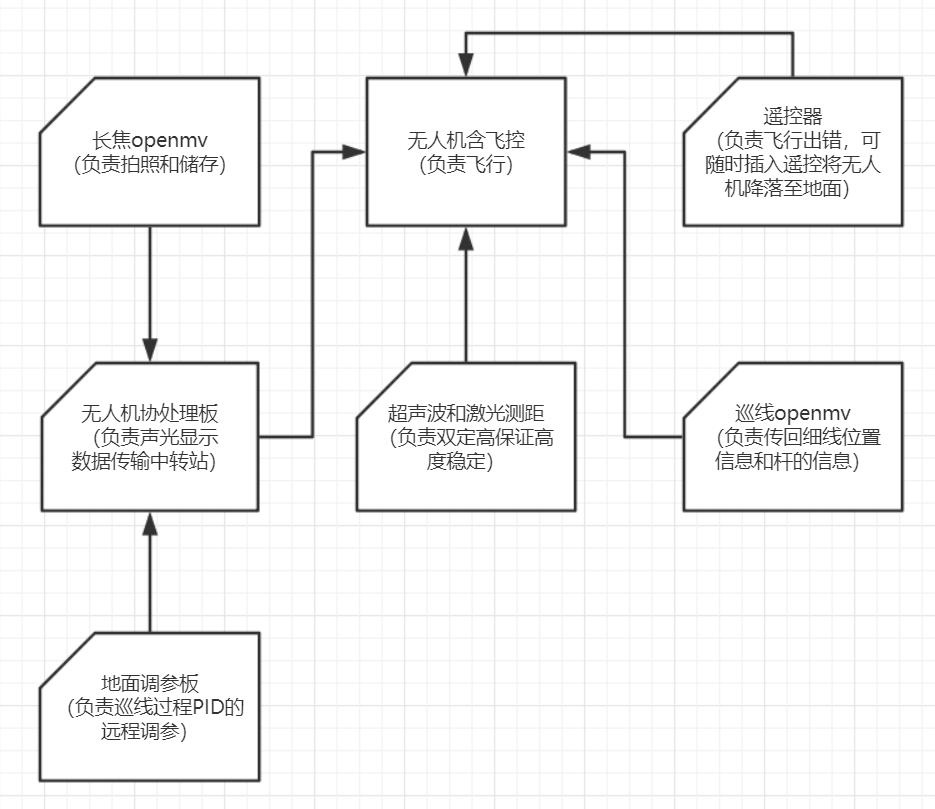 长焦openmv
（负责拍照和储存）
无人机含飞控
（负责飞行）
遥控器
（负责飞行出错，可
随时插入遥控将无人
机降落至地面）
无人机协处理板
（负责声光显示
数据传输中转站）
超声波和激光测距
（负责双定高保证高
度稳定）
巡线openmv
（负责传回细线位置
信息和杆的信息）
地面调参板
（负责巡线过程PID的
远程调参）